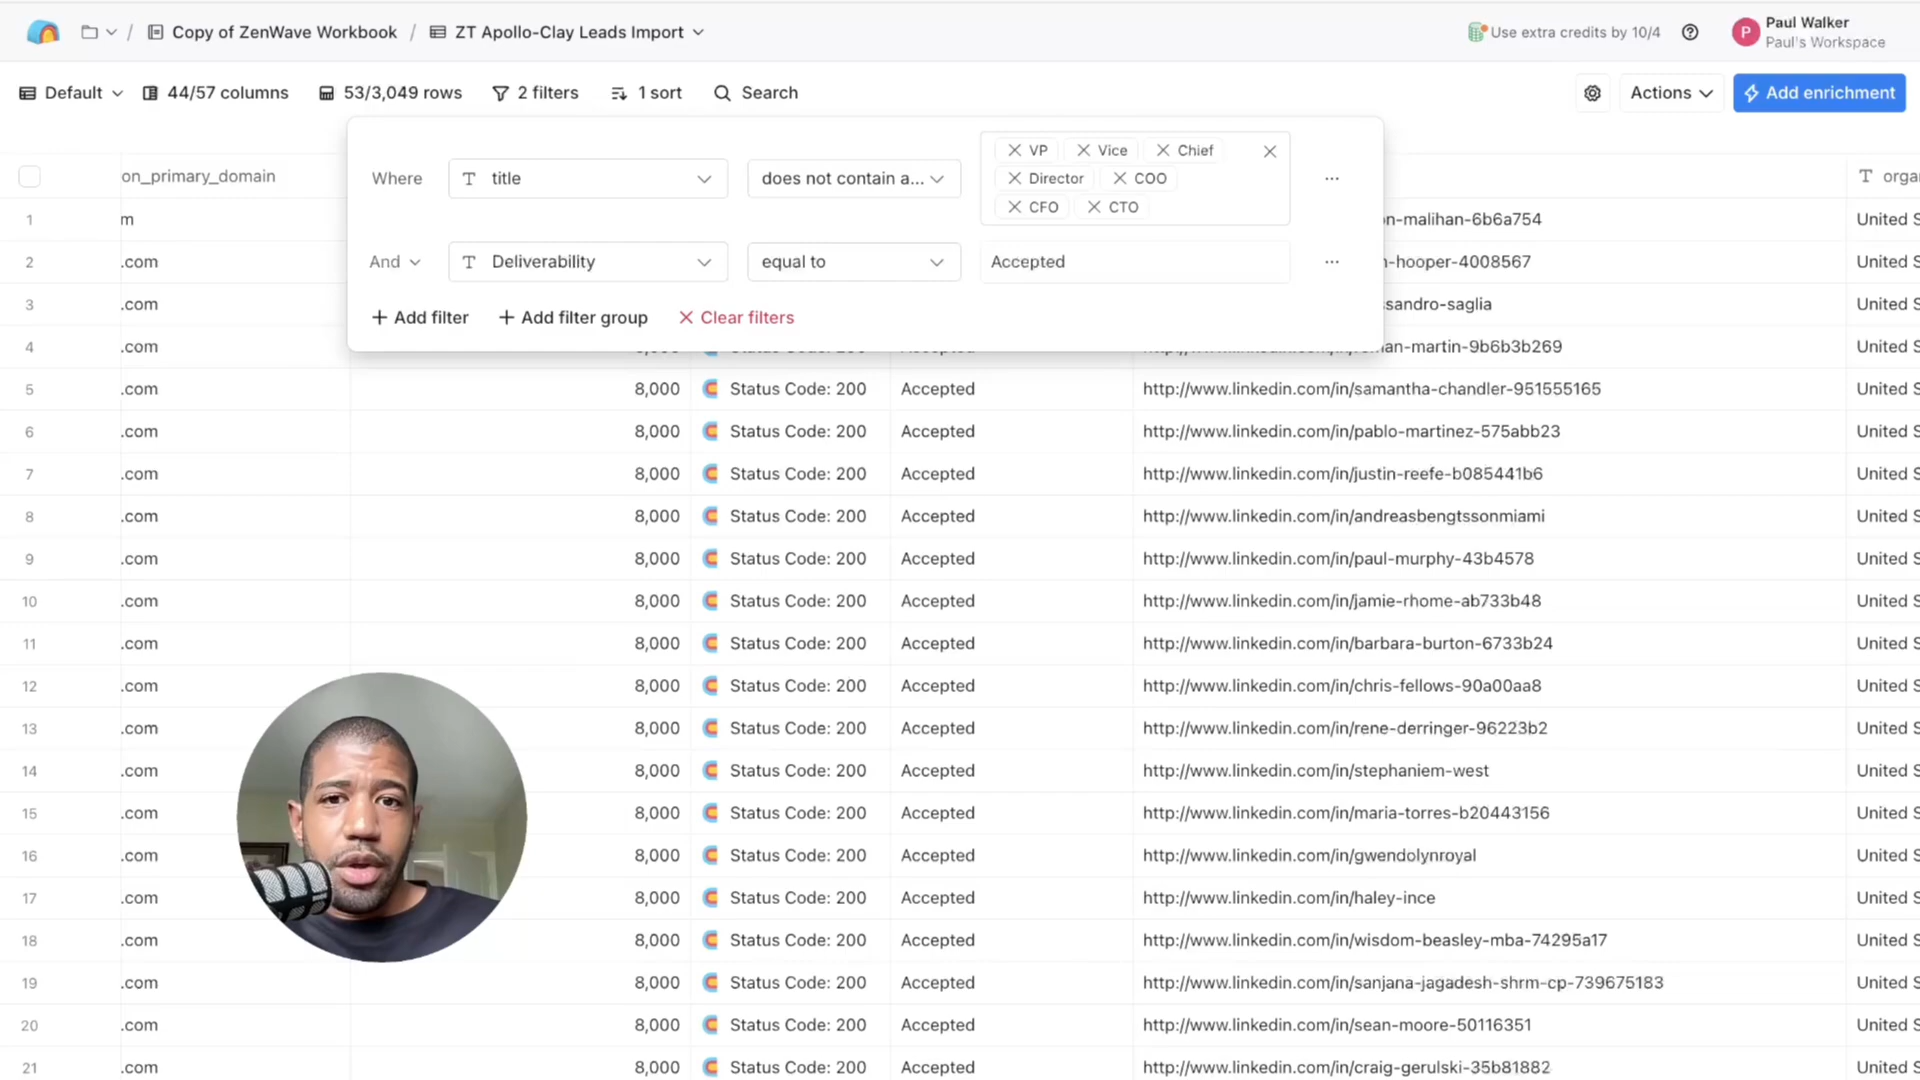 Copy of ZenWave Workbook / ZT Apollo-Clay Leads Import
Use extra credits by 10/4
P
Paul Walker
Paul's Workspace
Default 44/57 columns 53/3,049 rows 2 filters 1 sort Search
Actions Add enrichment
Where title does not contain a...
VP Vice Chief
Director COO
CFO CTO
And Deliverability equal to Accepted
+ Add filter + Add filter group Clear filters
on_primary_domain
orga
1 m on-malihan-6b6a754 United S
2 .com n-hooper-4008567 United S
3 .com ssandro-saglia United S
4 .com man-martin-9b6b3b269 United S
5 .com 8,000 Status Code: 200 Accepted http://www.linkedin.com/in/samantha-chandler-951555165 United S
6 .com 8,000 Status Code: 200 Accepted http://www.linkedin.com/in/pablo-martinez-575abb23 United S
7 .com 8,000 Status Code: 200 Accepted http://www.linkedin.com/in/justin-reefe-b085441b6 United S
8 .com 8,000 Status Code: 200 Accepted http://www.linkedin.com/in/andreasbengtssonmiami United S
9 .com 8,000 Status Code: 200 Accepted http://www.linkedin.com/in/paul-murphy-43b4578 United S
10 .com 8,000 Status Code: 200 Accepted http://www.linkedin.com/in/jamie-rhome-ab733b48 United S
11 .com 8,000 Status Code: 200 Accepted http://www.linkedin.com/in/barbara-burton-6733b24 United S
12 .com 8,000 Status Code: 200 Accepted http://www.linkedin.com/in/chris-fellows-90a00aa8 United S
13 .com 8,000 Status Code: 200 Accepted http://www.linkedin.com/in/rene-derringer-96223b2 United S
14 .com 8,000 Status Code: 200 Accepted http://www.linkedin.com/in/stephaniem-west United S
15 .com 8,000 Status Code: 200 Accepted http://www.linkedin.com/in/maria-torres-b20443156 United S
16 .com 8,000 Status Code: 200 Accepted http://www.linkedin.com/in/gwendolynroyal United S
17 .com 8,000 Status Code: 200 Accepted http://www.linkedin.com/in/haley-ince United S
18 .com 8,000 Status Code: 200 Accepted http://www.linkedin.com/in/wisdom-beasley-mba-74295a17 United S
19 .com 8,000 Status Code: 200 Accepted http://www.linkedin.com/in/sanjana-jagadesh-shrm-cp-739675183 United S
20 .com 8,000 Status Code: 200 Accepted http://www.linkedin.com/in/sean-moore-50116351 United S
21 .com 8,000 Status Code: 200 Accepted http://www.linkedin.com/in/craig-gerulski-35b81882 United S